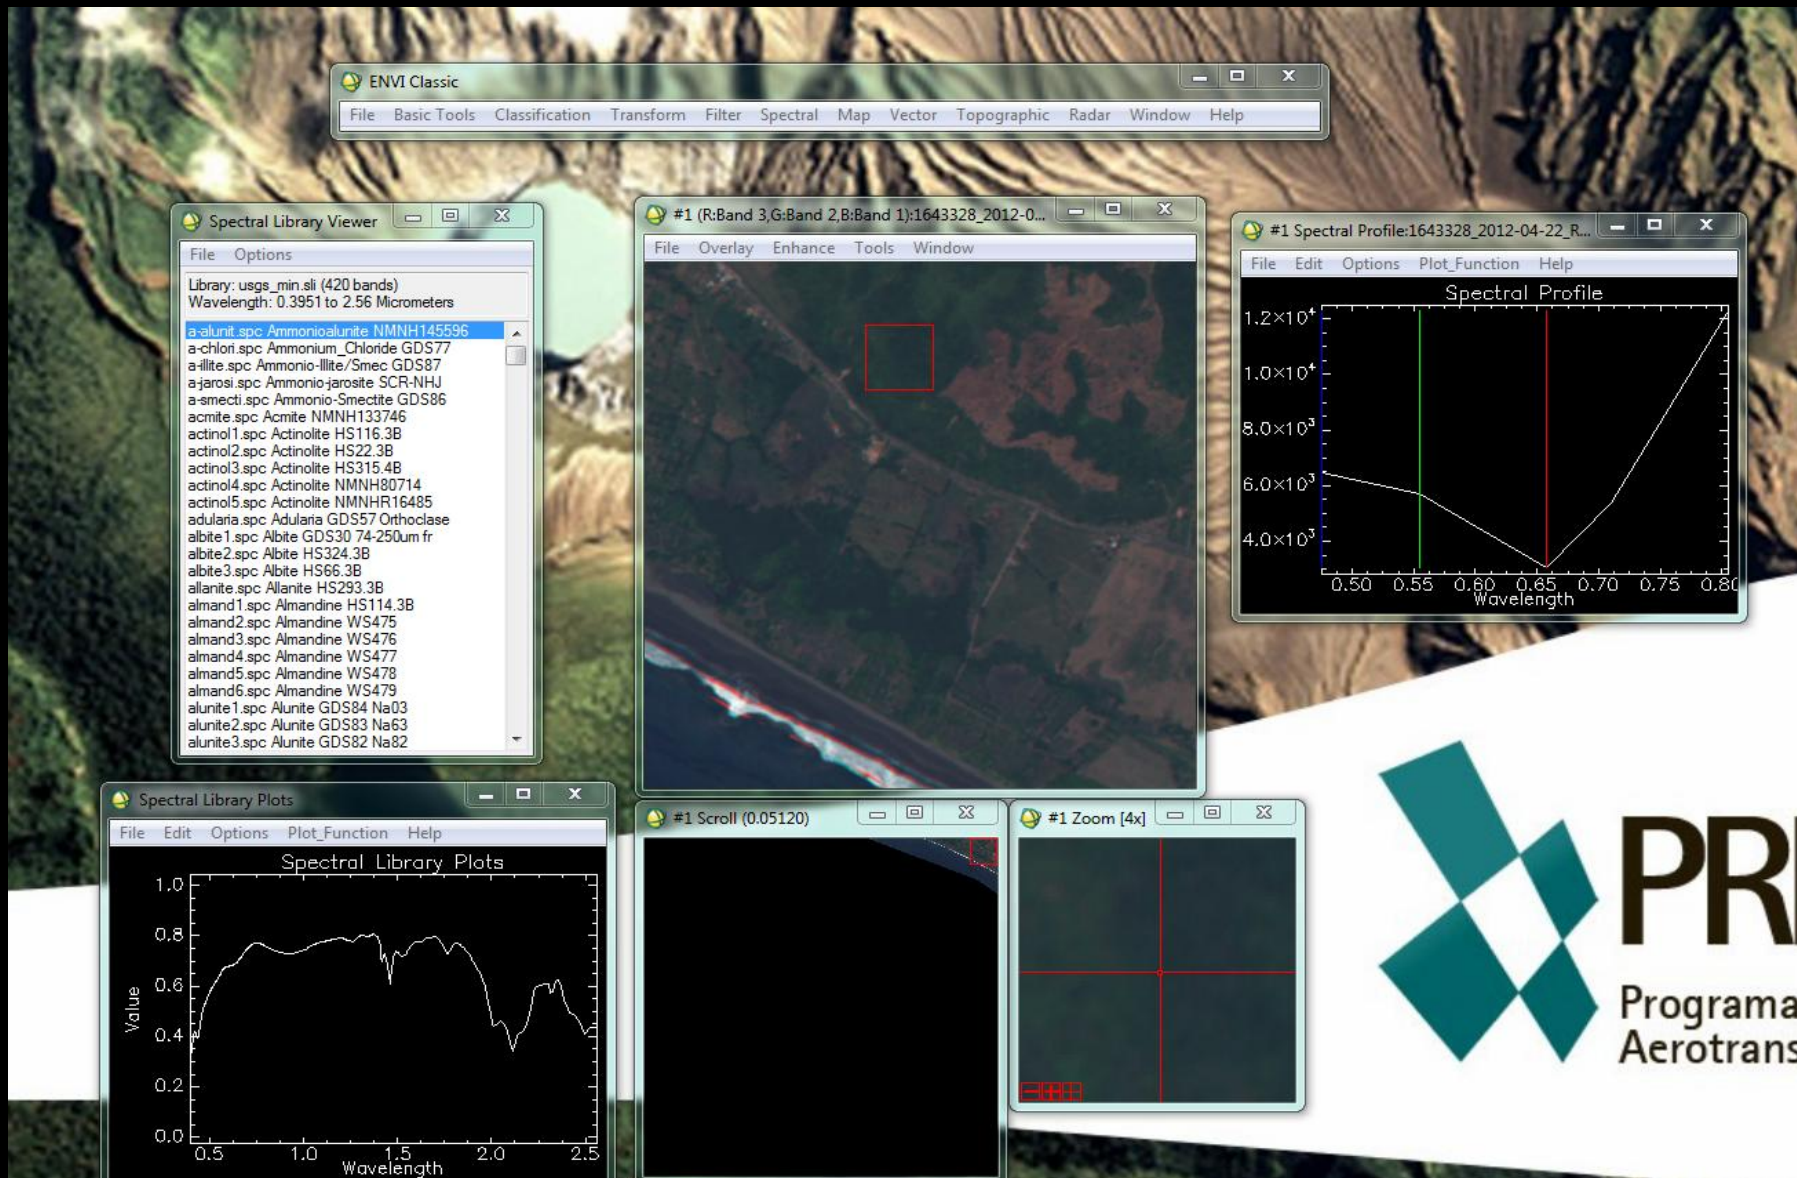 ENVI Classic
File Basic Tools Classification Transform Filter Spectral Map Vector Topographic Radar Window Help
Spectral Library Viewer
File Options
Library: usgs_min.sli (420 bands)
Wavelength: 0.3951 to 2.56 Micrometers
a-alunit.spc Ammonioalunite NMNH145596
a-chlori.spc Ammonium_Chloride GDS77
a-illite.spc Ammonio-Illite/Smec GDS87
a-jarosi.spc Ammonio-jarosite SCR-NHJ
a-smecti.spc Ammonio-Smectite GDS86
acmite.spc Acmite NMNH133746
actinol1.spc Actinolite HS116.3B
actinol2.spc Actinolite HS22.3B
actinol3.spc Actinolite HS315.4B
actinol4.spc Actinolite NMNH80714
actinol5.spc Actinolite NMNHR16485
adularia.spc Adularia GDS57 Orthoclase
albite1.spc Albite GDS30 74-250um fr
albite2.spc Albite HS324.3B
albite3.spc Albite HS66.3B
allanite.spc Allanite HS293.3B
almand1.spc Almandine HS114.3B
almand2.spc Almandine WS475
almand3.spc Almandine WS476
almand4.spc Almandine WS477
almand5.spc Almandine WS478
almand6.spc Almandine WS479
alunite1.spc Alunite GDS84 Na03
alunite2.spc Alunite GDS83 Na63
alunite3.spc Alunite GDS82 Na82
#1 (R:Band 3,G:Band 2,B:Band 1):1643328_2012-0...
File Overlay Enhance Tools Window
#1 Spectral Profile:1643328_2012-04-22_R...
File Edit Options Plot_Function Help
Spectral Profile
1.2×10⁴
1.0×10⁴
8.0×10³
6.0×10³
4.0×10³
0.50 0.55 0.60 0.65 0.70 0.75 0.80
Wavelength
Spectral Library Plots
File Edit Options Plot_Function Help
Spectral Library Plots
1.0
0.8
0.6
0.4
0.2
0.0
Value
0.5 1.0 1.5 2.0 2.5
Wavelength
#1 Scroll (0.05120)
#1 Zoom [4x]
PR
Programa
Aerotrans